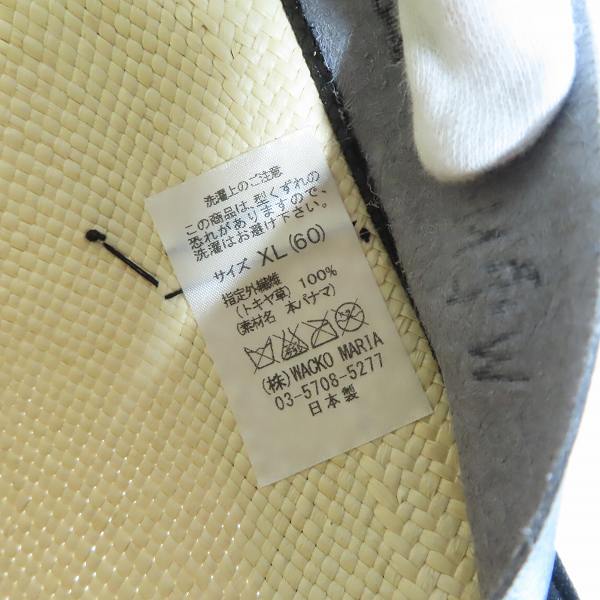 洗濯上のご注意
この商品は、型くずれの
恐れがありますので、
洗濯はお避け下さい。
サイズ XL(60)
指定外繊維 100%
(トキヤ草)
(素材名 本パナマ)
(株)WACKO MARIA
03-5708-5277
日本製